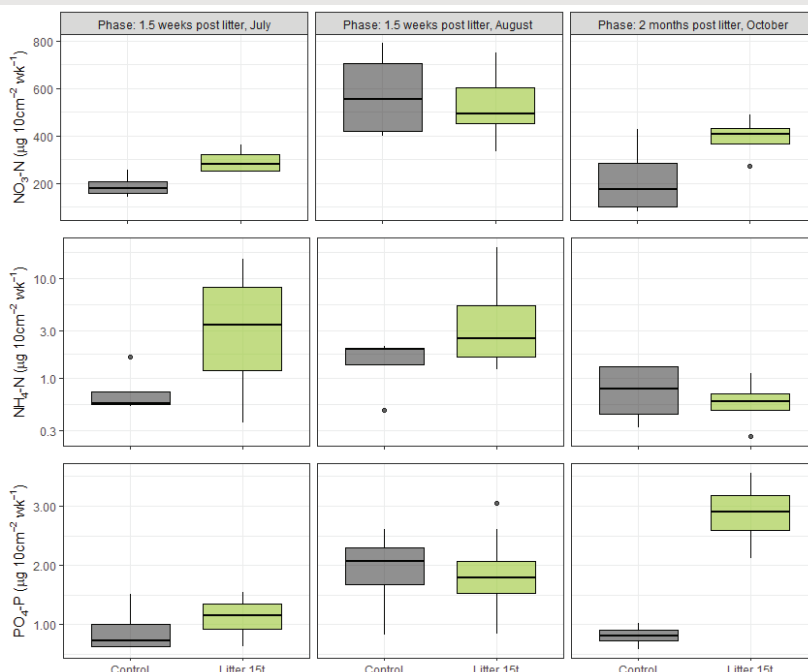 Phase: 1.5 weeks post litter, July
Phase: 1.5 weeks post litter, August
Phase: 2 months post litter, October
NO₃-N (µg 10cm⁻² wk⁻¹)
800
600
400
200
NH₄-N (µg 10cm⁻² wk⁻¹)
10.0
3.0
1.0
0.3
PO₄-P (µg 10cm⁻² wk⁻¹)
3.00
2.00
1.00
Control
Litter 15t
Control
Litter 15t
Control
Litter 15t